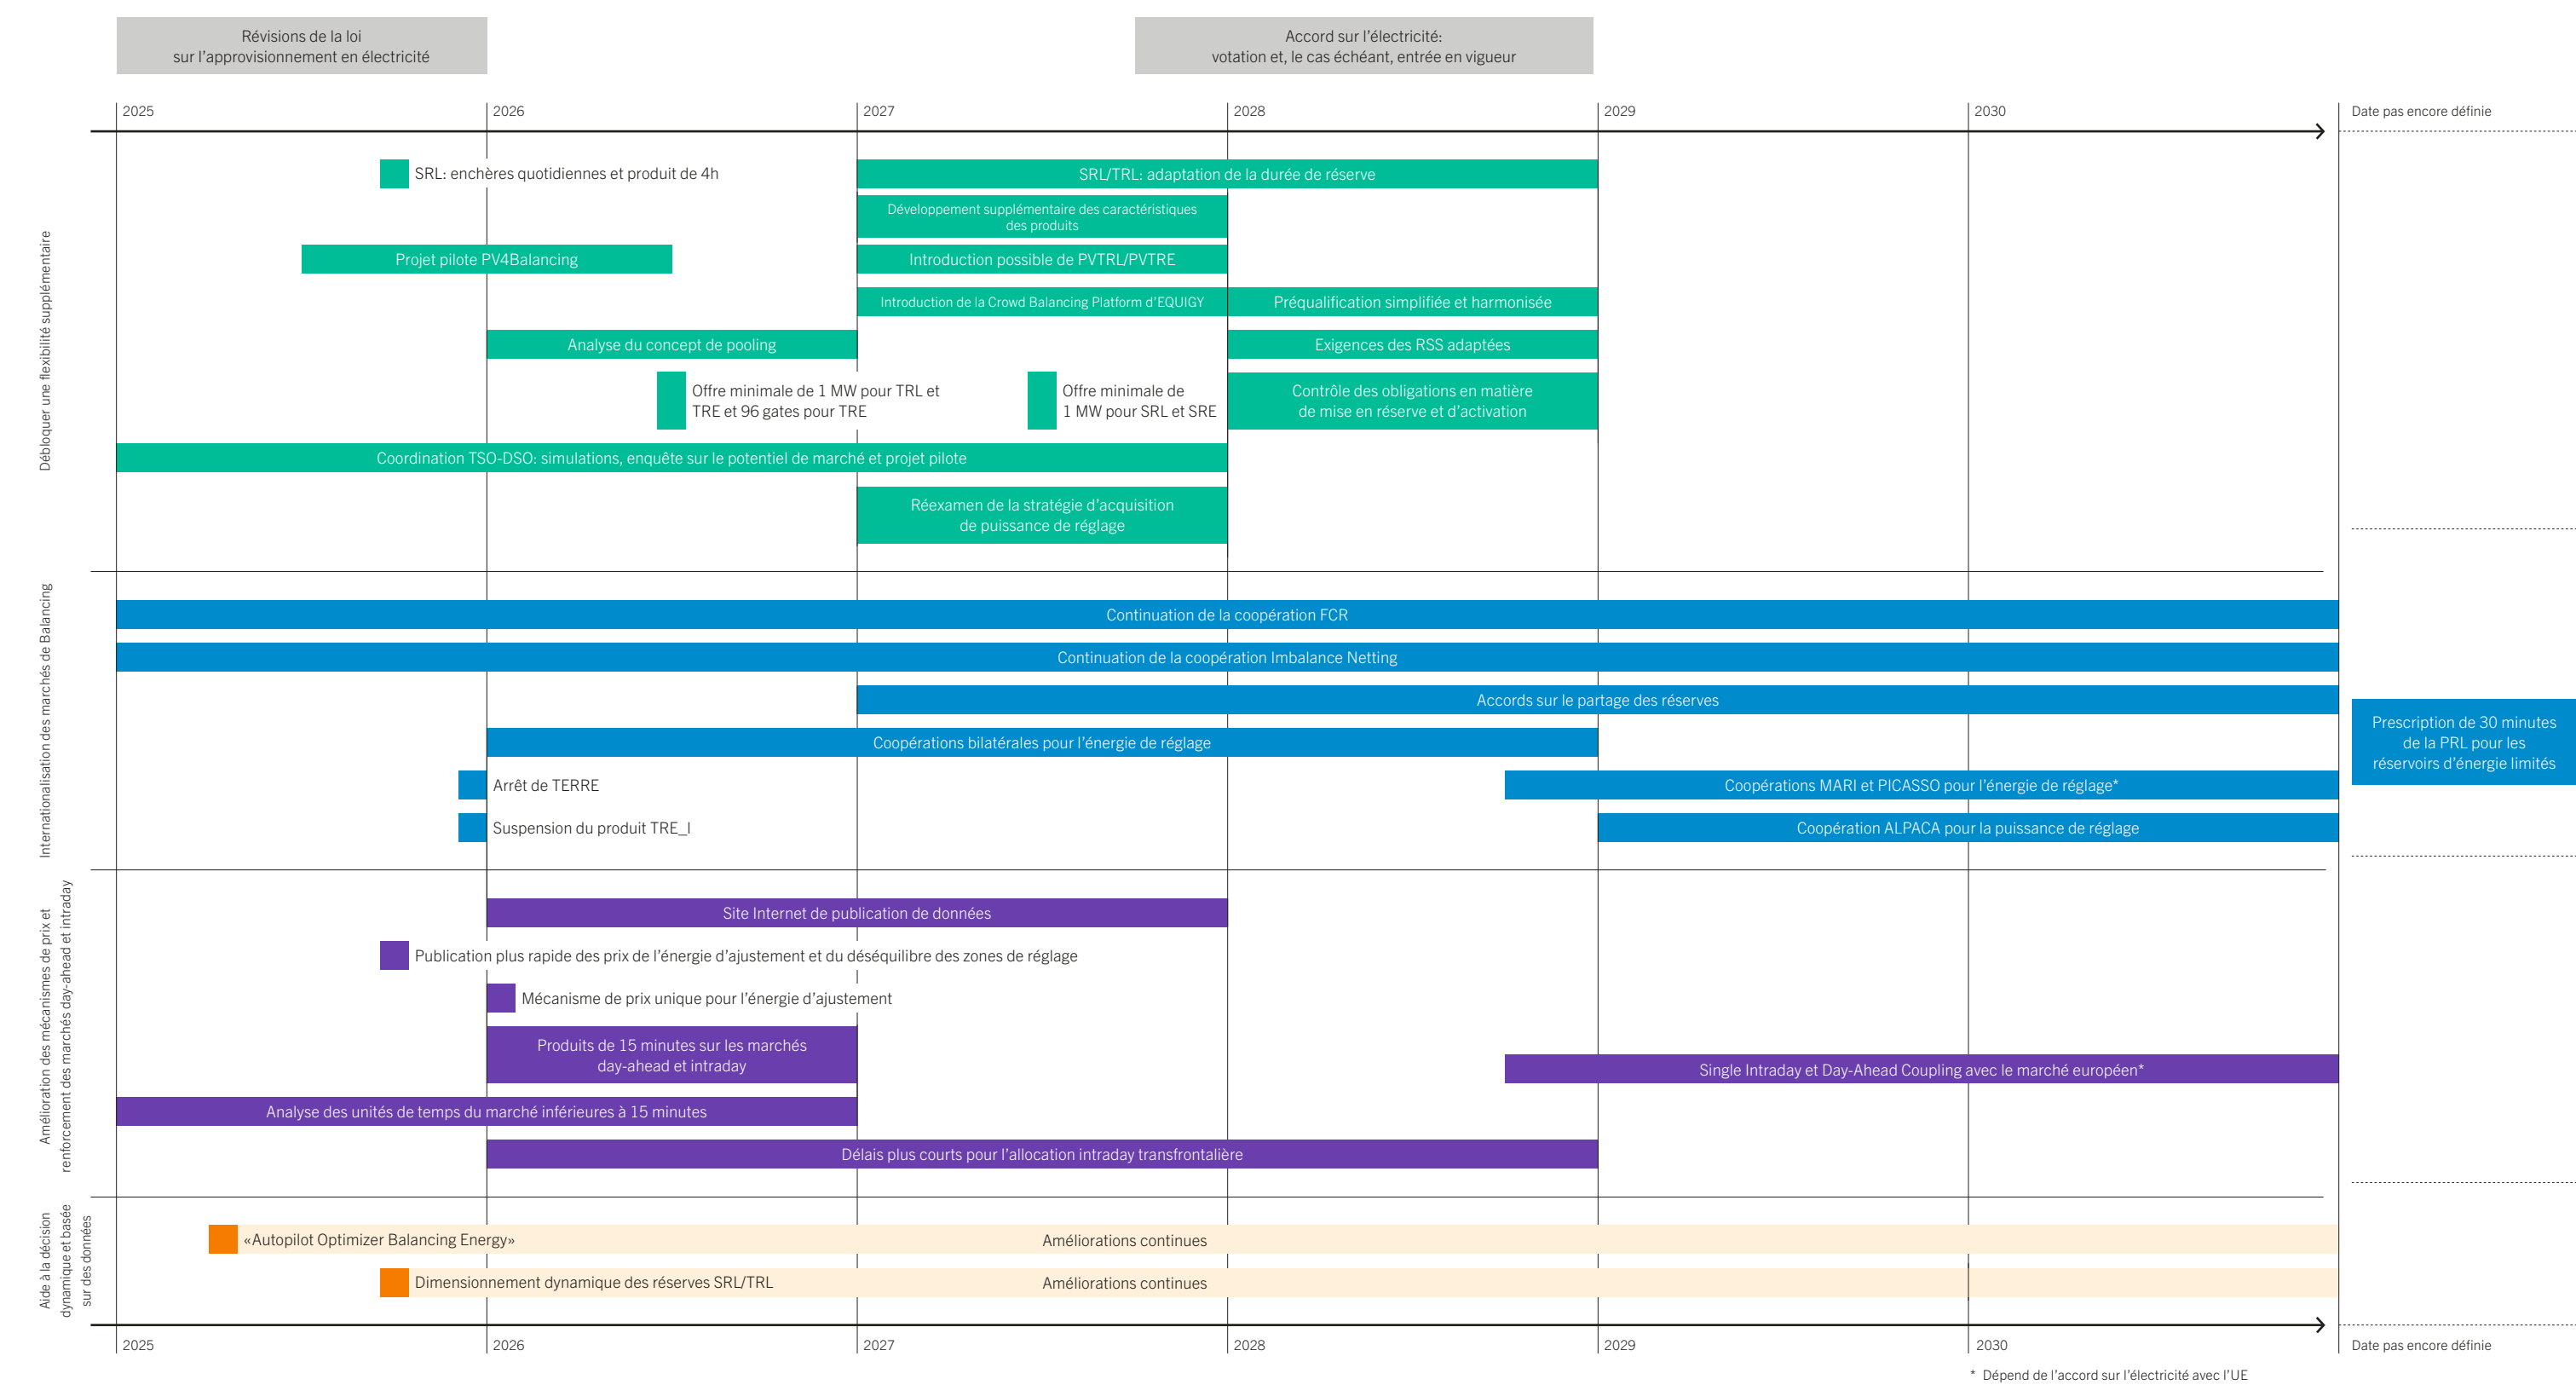 Révisions de la loi
sur l'approvisionnement en électricité
Accord sur l'électricité:
votation et, le cas échéant, entrée en vigueur
2025
2026
2027
2028
2029
2030
Date pas encore définie
Débloquer une flexibilité supplémentaire
SRL: enchères quotidiennes et produit de 4h
SRL/TRL: adaptation de la durée de réserve
Développement supplémentaire des caractéristiques
des produits
Projet pilote PV4Balancing
Introduction possible de PVTRL/PVTRE
Introduction de la Crowd Balancing Platform d'EQUIGY
Préqualification simplifiée et harmonisée
Analyse du concept de pooling
Exigences des RSS adaptées
Offre minimale de 1 MW pour TRL et
TRE et 96 gates pour TRE
Offre minimale de
1 MW pour SRL et SRE
Contrôle des obligations en matière
de mise en réserve et d'activation
Coordination TSO-DSO: simulations, enquête sur le potentiel de marché et projet pilote
Réexamen de la stratégie d'acquisition
de puissance de réglage
Internationalisation des marchés de Balancing
Continuation de la coopération FCR
Continuation de la coopération Imbalance Netting
Accords sur le partage des réserves
Coopérations bilatérales pour l'énergie de réglage
Arrêt de TERRE
Coopérations MARI et PICASSO pour l'énergie de réglage*
Suspension du produit TRE_I
Coopération ALPACA pour la puissance de réglage
Prescription de 30 minutes
de la PRL pour les
réservoirs d'énergie limités
Amélioration des mécanismes de prix et
renforcement des marchés day-ahead et intraday
Site Internet de publication de données
Publication plus rapide des prix de l'énergie d'ajustement et du déséquilibre des zones de réglage
Mécanisme de prix unique pour l'énergie d'ajustement
Produits de 15 minutes sur les marchés
day-ahead et intraday
Single Intraday et Day-Ahead Coupling avec le marché européen*
Analyse des unités de temps du marché inférieures à 15 minutes
Délais plus courts pour l'allocation intraday transfrontalière
Aide à la décision
dynamique et basée
sur des données
«Autopilot Optimizer Balancing Energy»
Améliorations continues
Dimensionnement dynamique des réserves SRL/TRL
Améliorations continues
2025
2026
2027
2028
2029
2030
Date pas encore définie
* Dépend de l'accord sur l'électricité avec l'UE